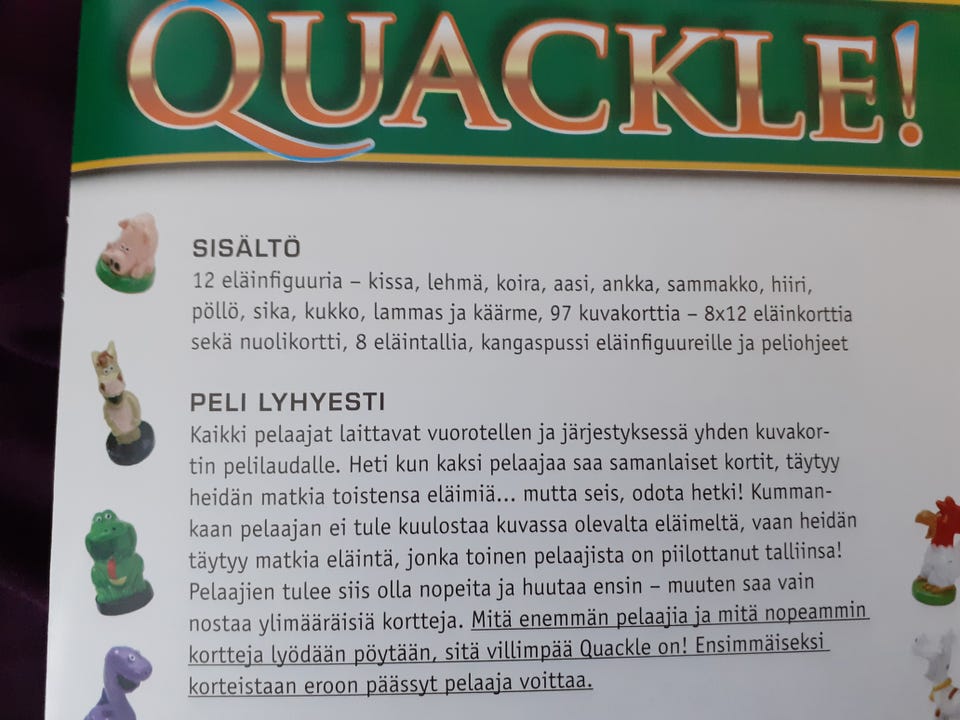 QUACKLE!
SISÄLTÖ
12 eläinfiguuria – kissa, lehmä, koira, aasi, ankka, sammakko, hiiri,
pöllö, sika, kukko, lammas ja käärme, 97 kuvakorttia – 8x12 eläinkorttia
sekä nuolikortti, 8 eläintallia, kangaspussi eläinfiguureille ja peliohjeet
PELI LYHYESTI
Kaikki pelaajat laittavat vuorotellen ja järjestyksessä yhden kuvakor-
tin pelilaudalle. Heti kun kaksi pelaajaa saa samanlaiset kortit, täytyy
heidän matkia toistensa eläimiä... mutta seis, odota hetki! Kumman-
kaan pelaajan ei tule kuulostaa kuvassa olevalta eläimeltä, vaan heidän
täytyy matkia eläintä, jonka toinen pelaajista on piilottanut talliinsa!
Pelaajien tulee siis olla nopeita ja huutaa ensin – muuten saa vain
nostaa ylimääräisiä kortteja. Mitä enemmän pelaajia ja mitä nopeammin
kortteja lyödään pöytään, sitä villimpää Quackle on! Ensimmäiseksi
korteistaan eroon päässyt pelaaja voittaa.